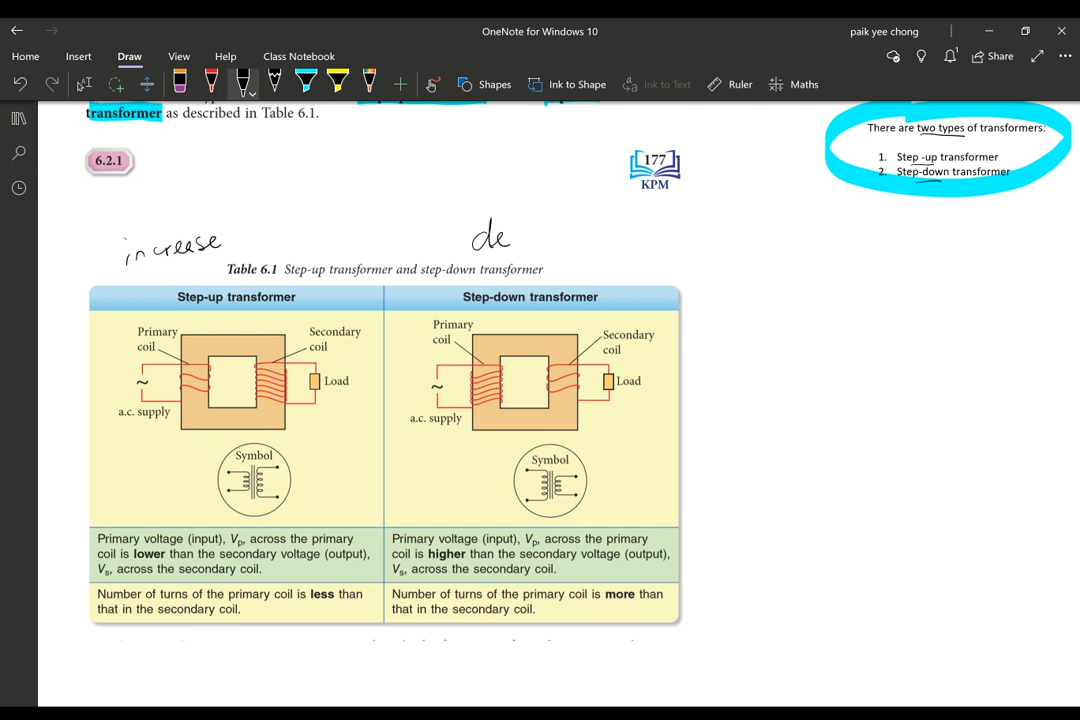 OneNote for Windows 10
paik yee chong
Home Insert Draw View Help Class Notebook
Share
Shapes Ink to Shape Ink to Text Ruler Maths
transformer as described in Table 6.1.
There are two types of transformers:
1. Step -up transformer
2. Step-down transformer
6.2.1
177
KPM
increase
de
Table 6.1 Step-up transformer and step-down transformer
Step-up transformer
Primary
coil
Secondary
coil
Load
~
a.c. supply
Symbol
Primary voltage (input), Vp, across the primary
coil is lower than the secondary voltage (output),
Vs, across the secondary coil.
Number of turns of the primary coil is less than
that in the secondary coil.
Step-down transformer
Primary
coil
Secondary
coil
Load
~
a.c. supply
Symbol
Primary voltage (input), Vp, across the primary
coil is higher than the secondary voltage (output),
Vs, across the secondary coil.
Number of turns of the primary coil is more than
that in the secondary coil.